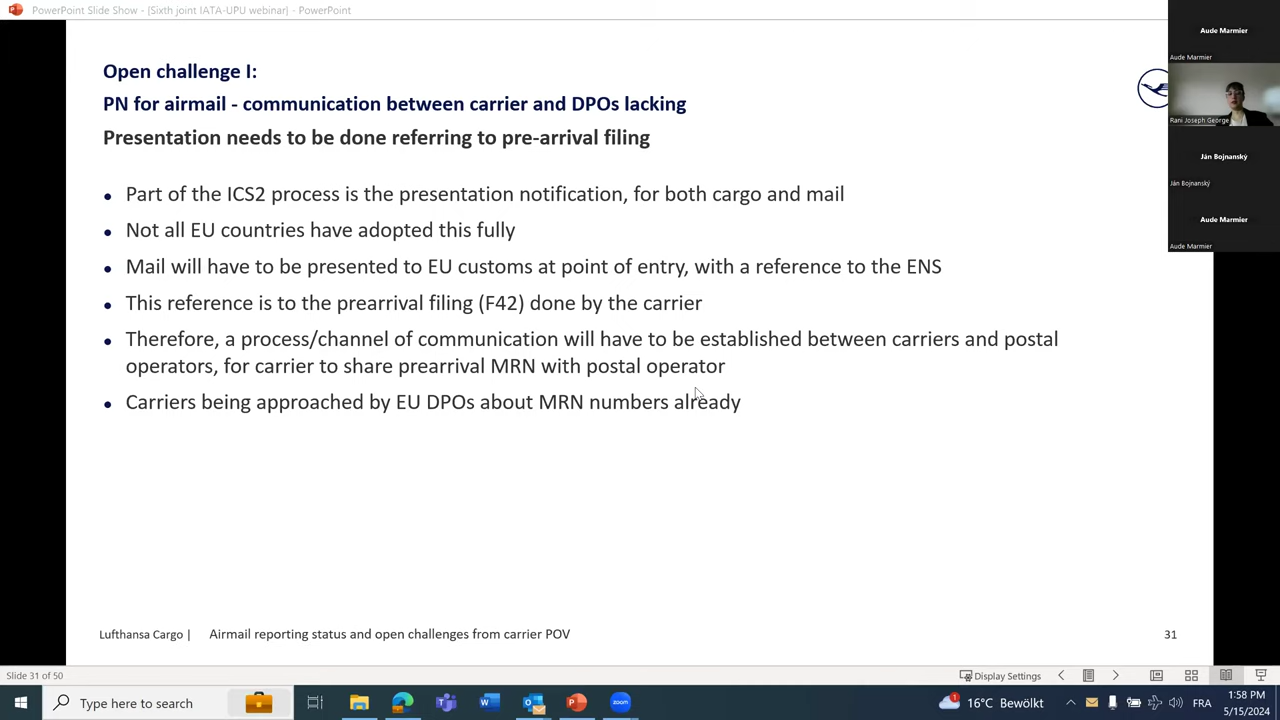 PowerPoint Slide Show - [Sixth joint IATA-UPU webinar] - PowerPoint
Aude Marmier
Aude Marmier
Rani Joseph George
Ján Bojnanský
Ján Bojnanský
Aude Marmier
Aude Marmier
Open challenge I:
PN for airmail - communication between carrier and DPOs lacking
Presentation needs to be done referring to pre-arrival filing
• Part of the ICS2 process is the presentation notification, for both cargo and mail
• Not all EU countries have adopted this fully
• Mail will have to be presented to EU customs at point of entry, with a reference to the ENS
• This reference is to the prearrival filing (F42) done by the carrier
• Therefore, a process/channel of communication will have to be established between carriers and postal
operators, for carrier to share prearrival MRN with postal operator
• Carriers being approached by EU DPOs about MRN numbers already
Lufthansa Cargo | Airmail reporting status and open challenges from carrier POV 31
Slide 31 of 50
Display Settings
Type here to search
1
16°C Bewölkt
FRA
1:58 PM
5/15/2024